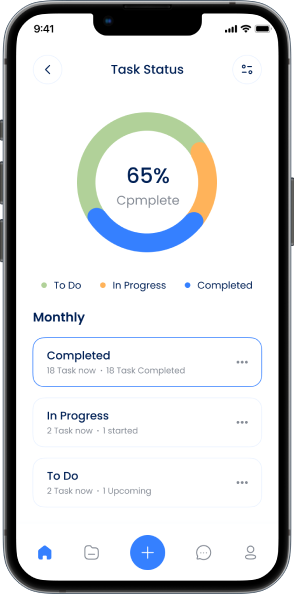 9:41
Task Status
65%
Cpmplete
To Do In Progress Completed
Monthly
Completed
18 Task now • 18 Task Completed
In Progress
2 Task now • 1 started
To Do
2 Task now • 1 Upcoming